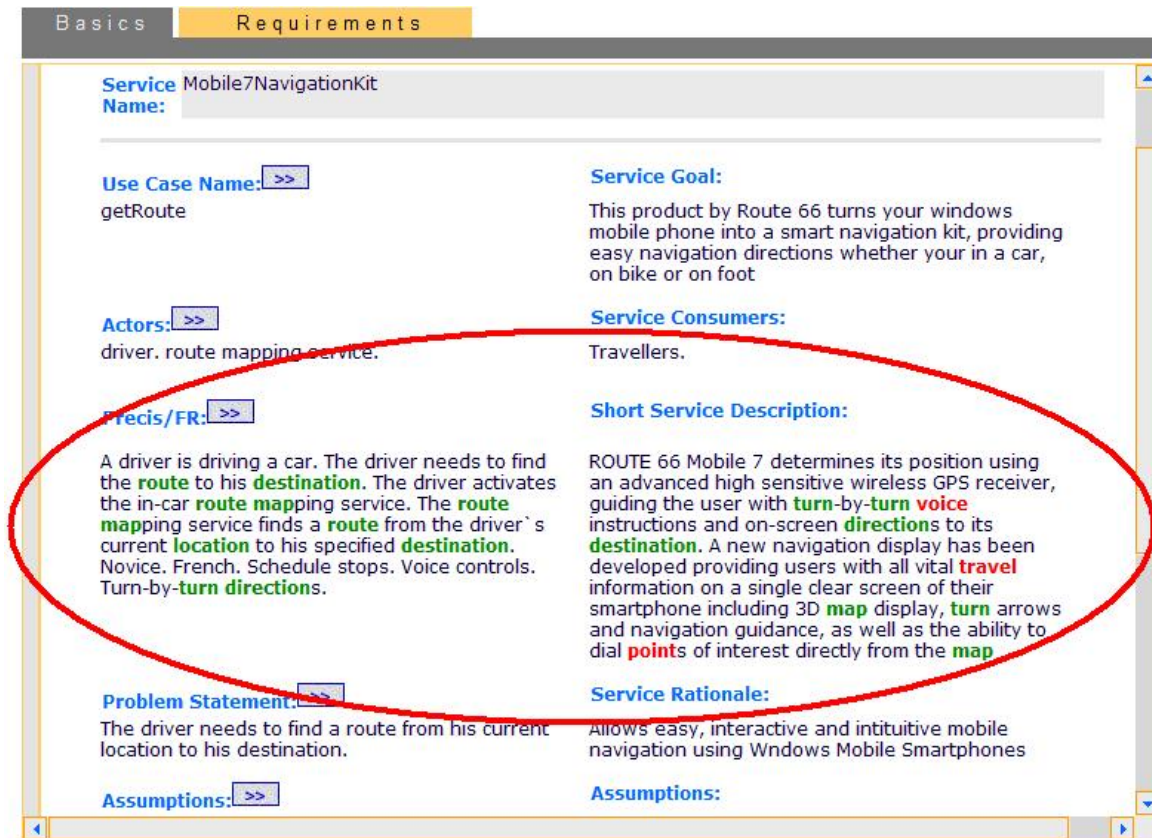 Basics
Requirements
Service Name:
Mobile7NavigationKit
Use Case Name: >>
getRoute
Service Goal:
This product by Route 66 turns your windows
mobile phone into a smart navigation kit, providing
easy navigation directions whether your in a car,
on bike or on foot
Actors: >>
driver. route mapping service.
Service Consumers:
Travellers.
Precis/FR: >>
A driver is driving a car. The driver needs to find
the route to his destination. The driver activates
the in-car route mapping service. The route
mapping service finds a route from the driver`s
current location to his specified destination.
Novice. French. Schedule stops. Voice controls.
Turn-by-turn directions.
Short Service Description:
ROUTE 66 Mobile 7 determines its position using
an advanced high sensitive wireless GPS receiver,
guiding the user with turn-by-turn voice
instructions and on-screen directions to its
destination. A new navigation display has been
developed providing users with all vital travel
information on a single clear screen of their
smartphone including 3D map display, turn arrows
and navigation guidance, as well as the ability to
dial points of interest directly from the map
Problem Statement: >>
The driver needs to find a route from his current
location to his destination.
Service Rationale:
Allows easy, interactive and intituitive mobile
navigation using Wndows Mobile Smartphones
Assumptions: >>
Assumptions: